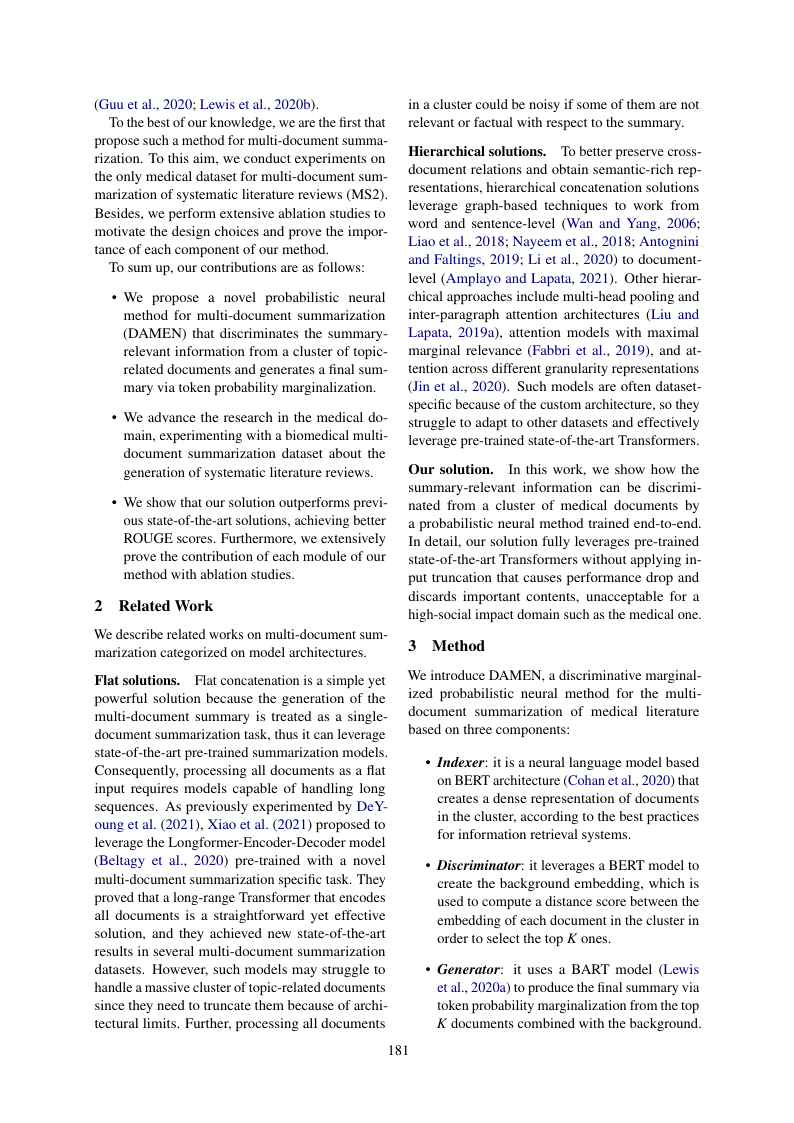 (Guu et al., 2020; Lewis et al., 2020b).
To the best of our knowledge, we are the first that
propose such a method for multi-document summa-
rization. To this aim, we conduct experiments on
the only medical dataset for multi-document sum-
marization of systematic literature reviews (MS2).
Besides, we perform extensive ablation studies to
motivate the design choices and prove the impor-
tance of each component of our method.
To sum up, our contributions are as follows:
• We propose a novel probabilistic neural
method for multi-document summarization
(DAMEN) that discriminates the summary-
relevant information from a cluster of topic-
related documents and generates a final sum-
mary via token probability marginalization.
• We advance the research in the medical do-
main, experimenting with a biomedical multi-
document summarization dataset about the
generation of systematic literature reviews.
• We show that our solution outperforms previ-
ous state-of-the-art solutions, achieving better
ROUGE scores. Furthermore, we extensively
prove the contribution of each module of our
method with ablation studies.
2 Related Work
We describe related works on multi-document sum-
marization categorized on model architectures.
Flat solutions. Flat concatenation is a simple yet
powerful solution because the generation of the
multi-document summary is treated as a single-
document summarization task, thus it can leverage
state-of-the-art pre-trained summarization models.
Consequently, processing all documents as a flat
input requires models capable of handling long
sequences. As previously experimented by DeY-
oung et al. (2021), Xiao et al. (2021) proposed to
leverage the Longformer-Encoder-Decoder model
(Beltagy et al., 2020) pre-trained with a novel
multi-document summarization specific task. They
proved that a long-range Transformer that encodes
all documents is a straightforward yet effective
solution, and they achieved new state-of-the-art
results in several multi-document summarization
datasets. However, such models may struggle to
handle a massive cluster of topic-related documents
since they need to truncate them because of archi-
tectural limits. Further, processing all documents
in a cluster could be noisy if some of them are not
relevant or factual with respect to the summary.
Hierarchical solutions. To better preserve cross-
document relations and obtain semantic-rich rep-
resentations, hierarchical concatenation solutions
leverage graph-based techniques to work from
word and sentence-level (Wan and Yang, 2006;
Liao et al., 2018; Nayeem et al., 2018; Antognini
and Faltings, 2019; Li et al., 2020) to document-
level (Amplayo and Lapata, 2021). Other hierar-
chical approaches include multi-head pooling and
inter-paragraph attention architectures (Liu and
Lapata, 2019a), attention models with maximal
marginal relevance (Fabbri et al., 2019), and at-
tention across different granularity representations
(Jin et al., 2020). Such models are often dataset-
specific because of the custom architecture, so they
struggle to adapt to other datasets and effectively
leverage pre-trained state-of-the-art Transformers.
Our solution. In this work, we show how the
summary-relevant information can be discrimi-
nated from a cluster of medical documents by
a probabilistic neural method trained end-to-end.
In detail, our solution fully leverages pre-trained
state-of-the-art Transformers without applying in-
put truncation that causes performance drop and
discards important contents, unacceptable for a
high-social impact domain such as the medical one.
3 Method
We introduce DAMEN, a discriminative marginal-
ized probabilistic neural method for the multi-
document summarization of medical literature
based on three components:
• Indexer: it is a neural language model based
on BERT architecture (Cohan et al., 2020) that
creates a dense representation of documents
in the cluster, according to the best practices
for information retrieval systems.
• Discriminator: it leverages a BERT model to
create the background embedding, which is
used to compute a distance score between the
embedding of each document in the cluster in
order to select the top K ones.
• Generator: it uses a BART model (Lewis
et al., 2020a) to produce the final summary via
token probability marginalization from the top
K documents combined with the background.
181